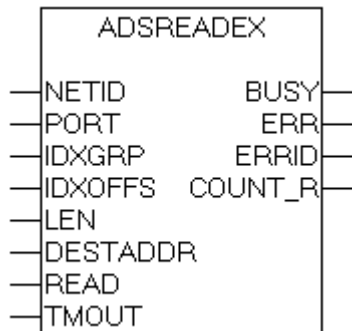 ADSREADEX
NETID BUSY
PORT ERR
IDXGRP ERRID
IDXOFFS COUNT_R
LEN
DESTADDR
READ
TMOUT